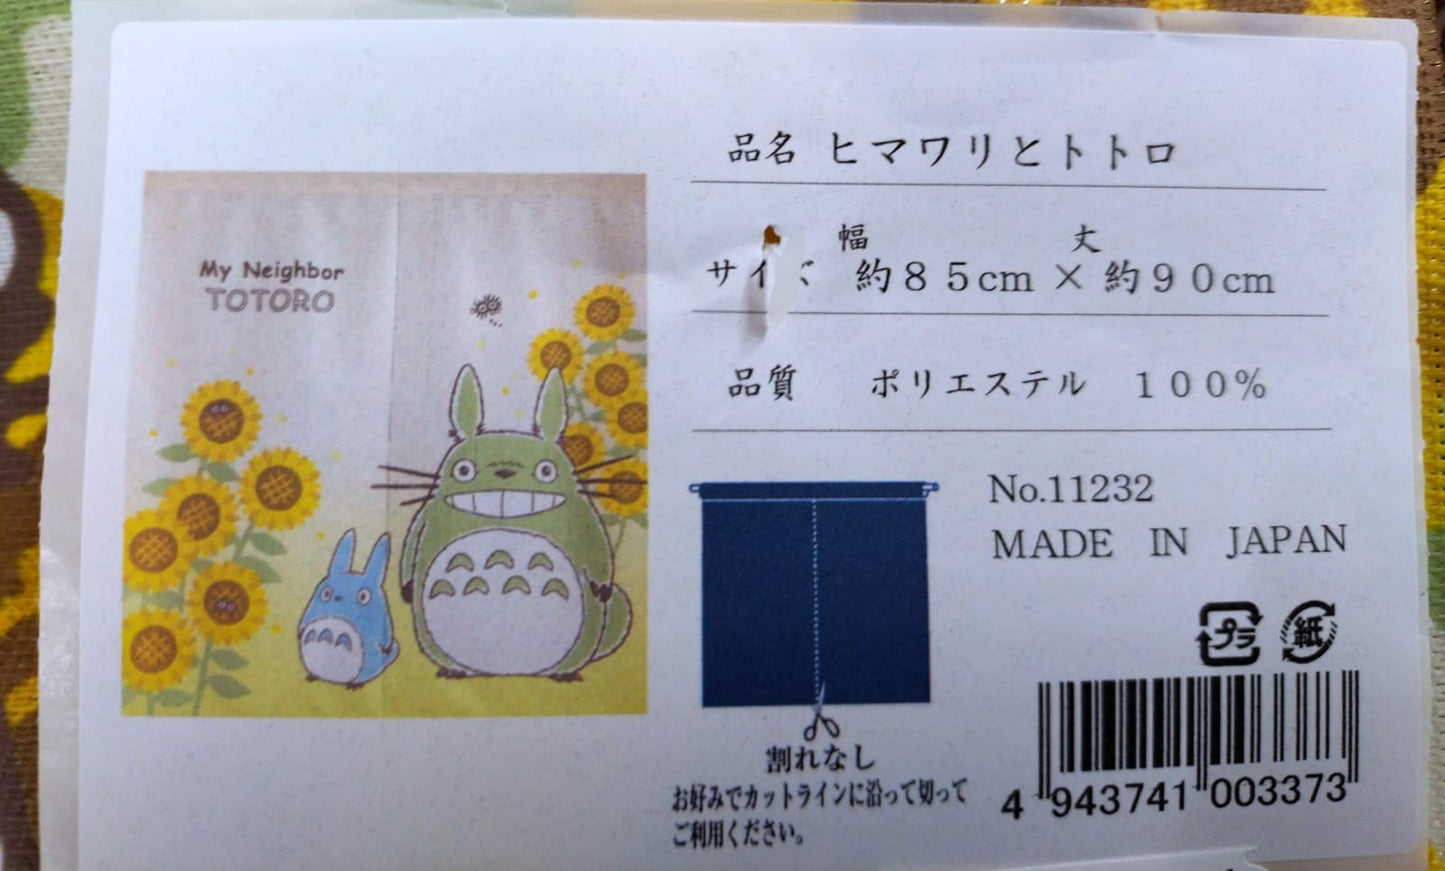 My Neighbor
TOTORO
品名 ヒマワリとトトロ
幅 丈
サイ 約85cm × 約90cm
品質 ポリエステル 100%
No.11232
MADE IN JAPAN
プラ 紙
割れなし
お好みでカットラインに沿って切って
ご利用ください。
4 943741 003373